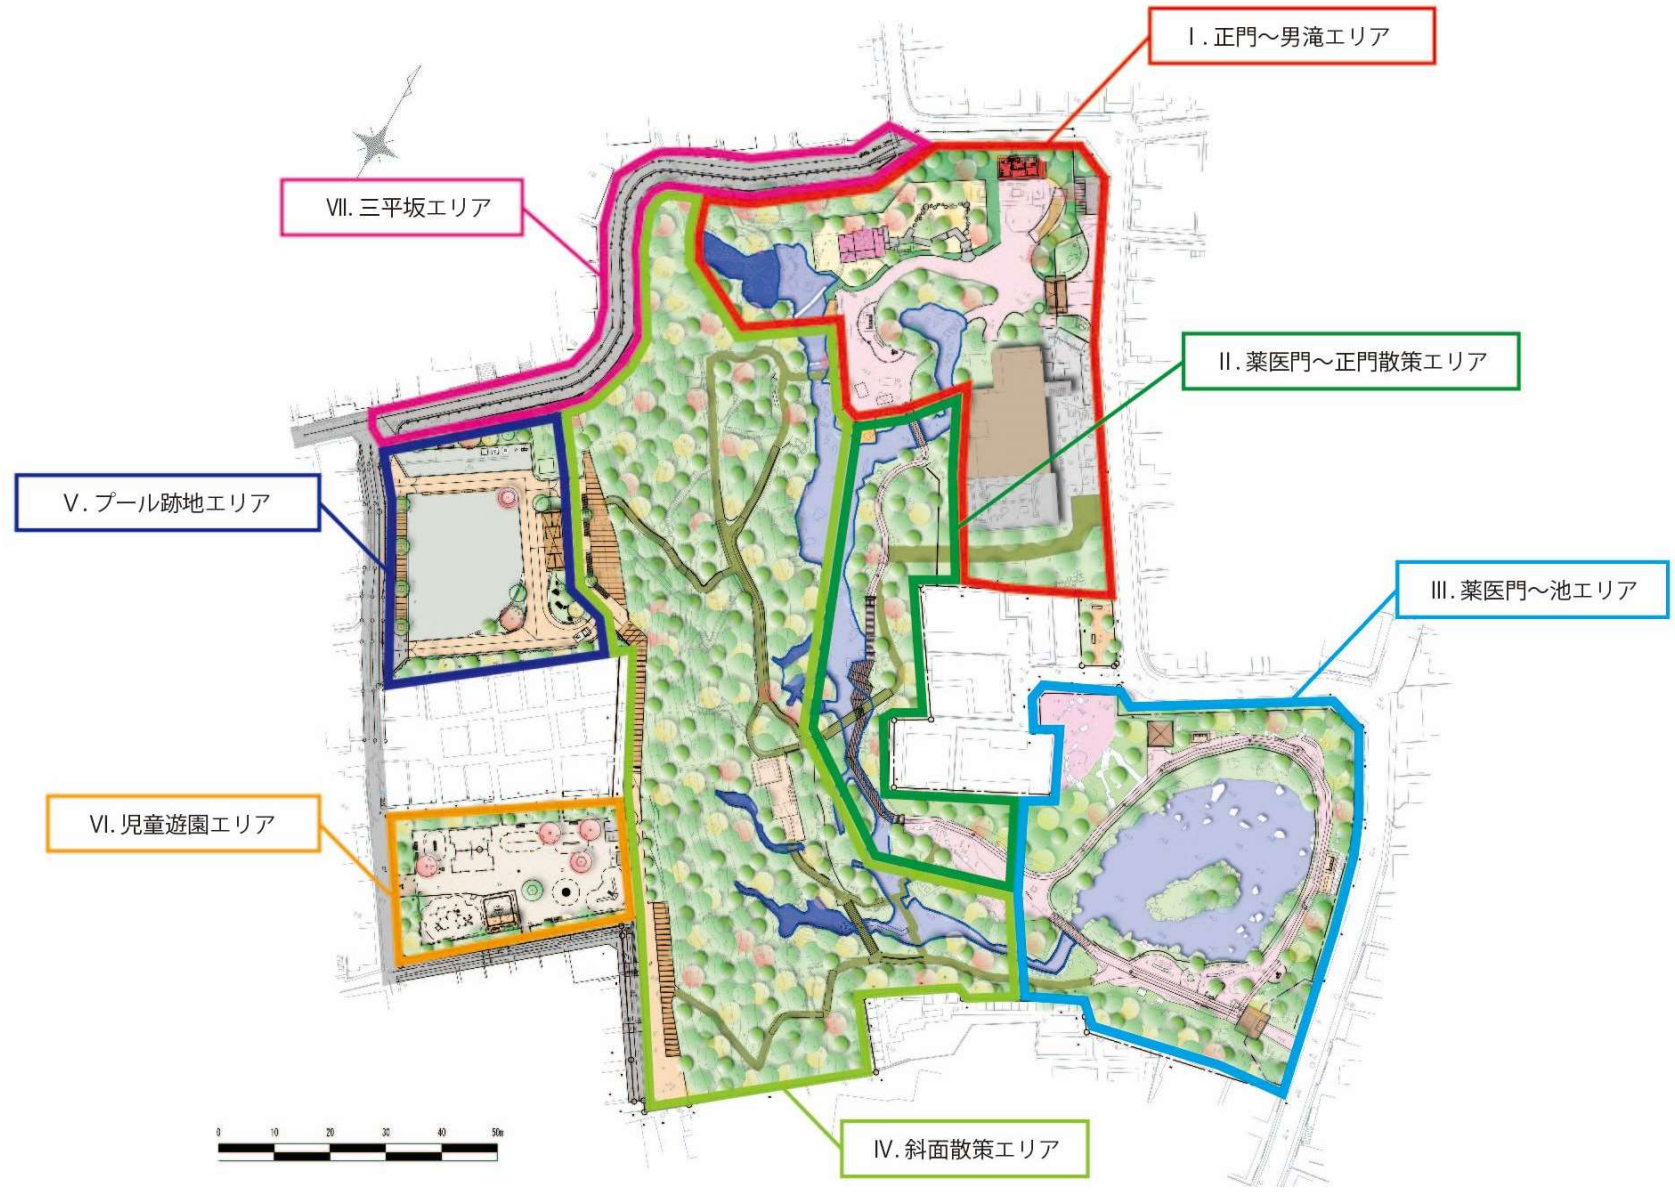 I. 正門～男滝エリア
VII. 三平坂エリア
II. 薬医門～正門散策エリア
V. プール跡地エリア
III. 薬医門～池エリア
VI. 児童遊園エリア
IV. 斜面散策エリア
0 10 20 30 40 50m